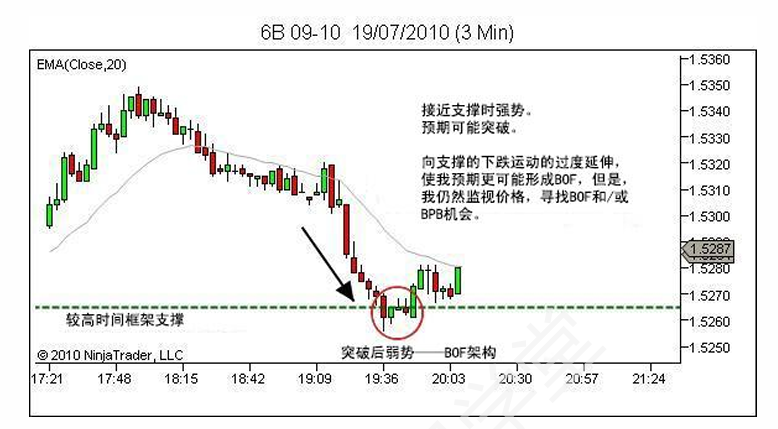 6B 09-10 19/07/2010 (3 Min)
EMA(Close,20)
1.5360
1.5350
1.5340
1.5330
1.5320
1.5310
1.5300
1.5287
1.5280
1.5270
1.5260
1.5250
接近支撑时强势。
预期可能突破。
向支撑的下跌运动的过度延伸，
使我预期更可能形成BOF，但是，
我仍然监视价格，寻找BOF和/或
BPB机会。
较高时间框架支撑
© 2010 NinjaTrader, LLC
突破后弱势——BOF架构
17:21 17:48 18:15 18:42 19:09 19:36 20:03 20:30 20:57 21:24